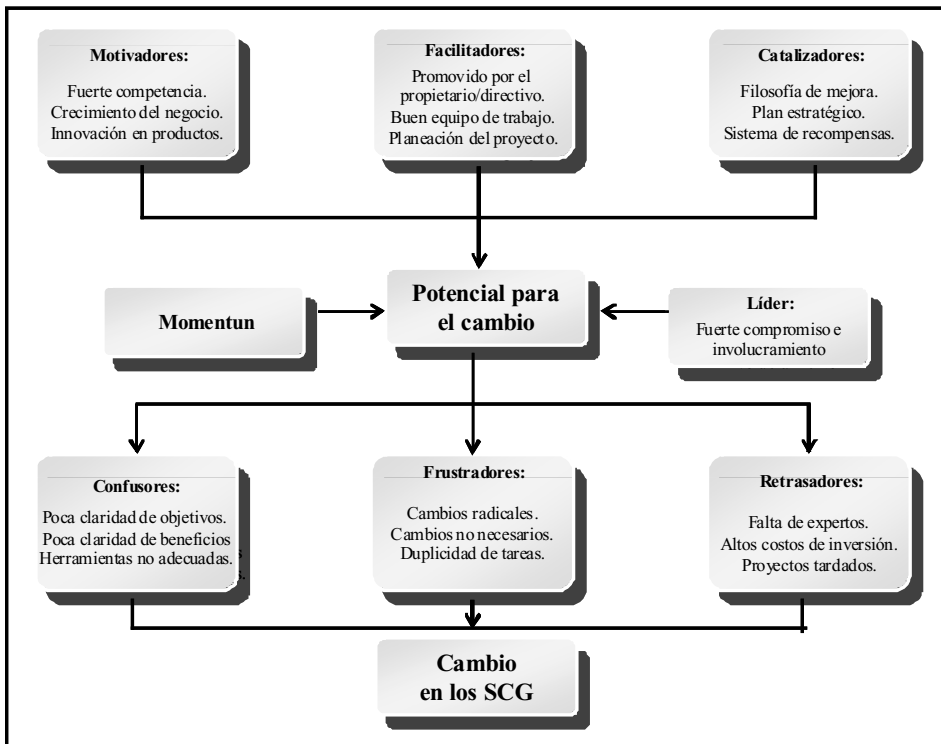 Motivadores:
Fuerte competencia.
Crecimiento del negocio.
Innovación en productos.
Facilitadores:
Promovido por el
propietario/directivo.
Buen equipo de trabajo.
Planeación del proyecto.
Catalizadores:
Filosofía de mejora.
Plan estratégico.
Sistema de recompensas.
Momentun
Potencial para
el cambio
Líder:
Fuerte compromiso e
involucramiento
Confusores:
Poca claridad de objetivos.
Poca claridad de beneficios
Herramientas no adecuadas.
Frustradores:
Cambios radicales.
Cambios no necesarios.
Duplicidad de tareas.
Retrasadores:
Falta de expertos.
Altos costos de inversión.
Proyectos tardados.
Cambio
en los SCG